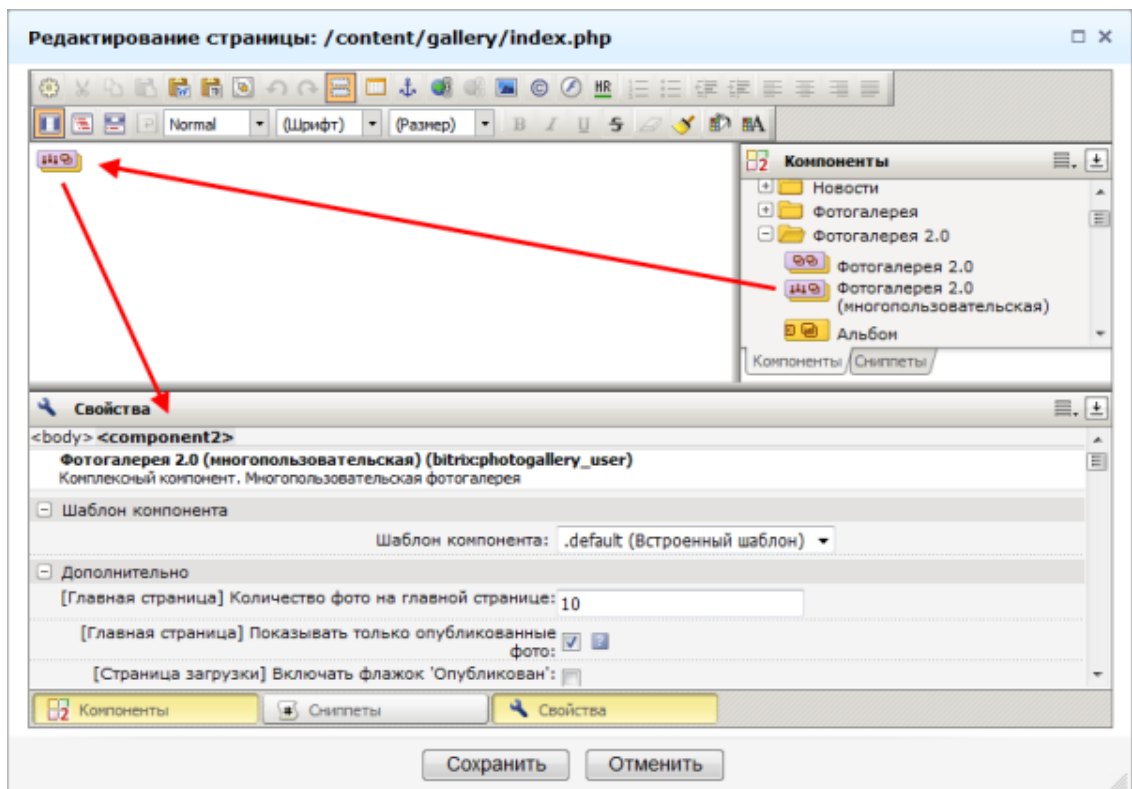 Редактирование страницы: /content/gallery/index.php
HR
Normal
(Шрифт)
(Размер)
B I U S
A
2 Компоненты
Новости
Фотогалерея
Фотогалерея 2.0
Фотогалерея 2.0
Фотогалерея 2.0
(многопользовательская)
Альбом
Компоненты
Сниппеты
Свойства
<body> <component2>
Фотогалерея 2.0 (многопользовательская) (bitrix:photogallery_user)
Комплексный компонент. Многопользовательская фотогалерея
Шаблон компонента
Шаблон компонента: .default (Встроенный шаблон)
Дополнительно
[Главная страница] Количество фото на главной странице: 10
[Главная страница] Показывать только опубликованные
фото:
[Страница загрузки] Включать флажок 'Опубликован':
2 Компоненты
Сниппеты
Свойства
Сохранить
Отменить